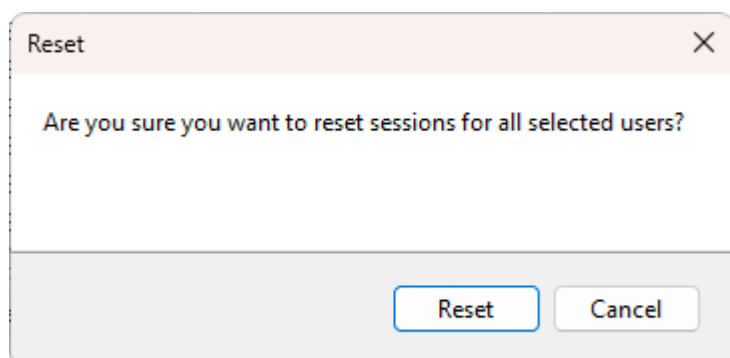 Reset
Are you sure you want to reset sessions for all selected users?
Reset
Cancel